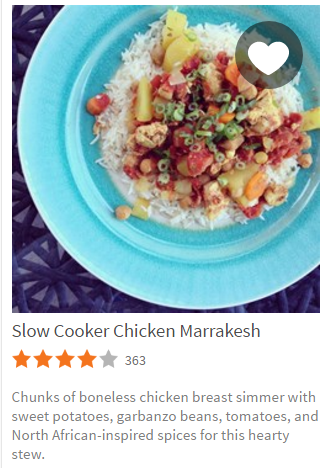 Slow Cooker Chicken Marrakesh
363
Chunks of boneless chicken breast simmer with
sweet potatoes, garbanzo beans, tomatoes, and
North African-inspired spices for this hearty
stew.